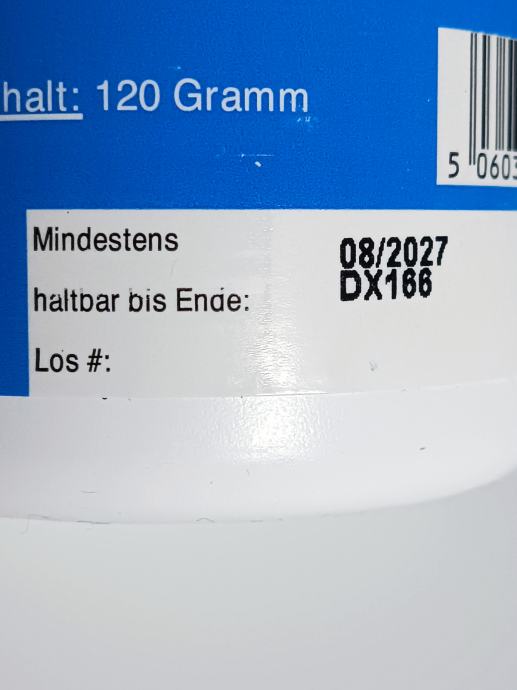 halt: 120 Gramm
5 0603
Mindestens
haltbar bis Ende:
08/2027
DX166
Los #: